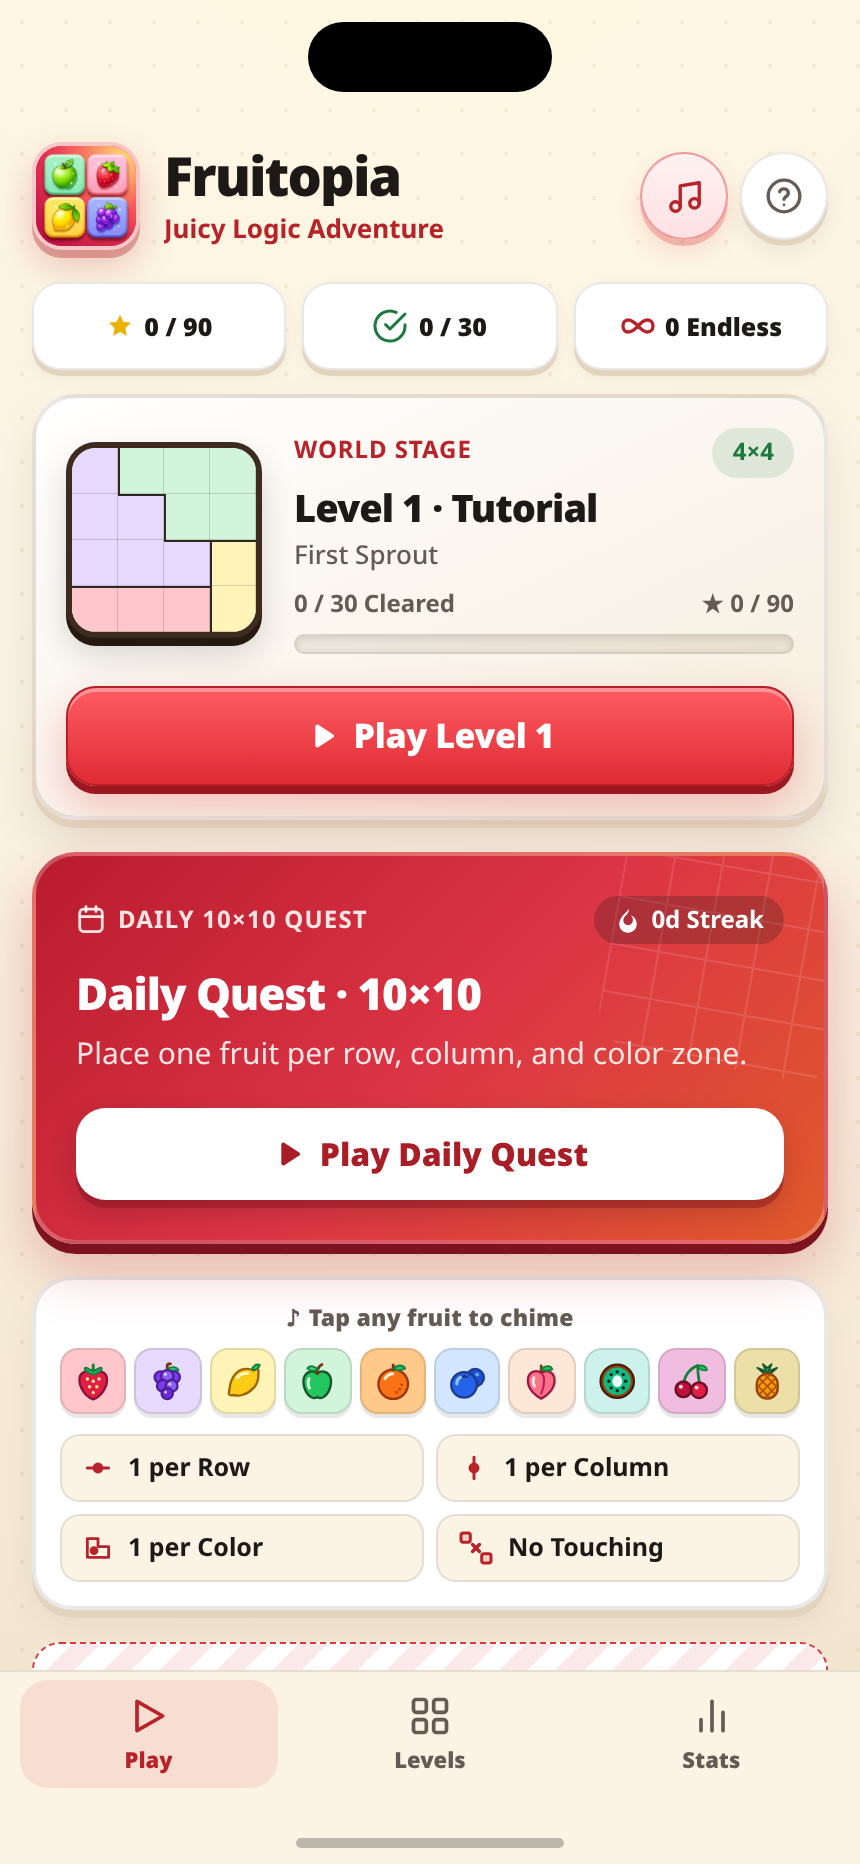 Fruitopia
Juicy Logic Adventure
0 / 90
0 / 30
0 Endless
WORLD STAGE
4×4
Level 1 · Tutorial
First Sprout
0 / 30 Cleared
★ 0 / 90
Play Level 1
DAILY 10×10 QUEST
0d Streak
Daily Quest · 10×10
Place one fruit per row, column, and color zone.
Play Daily Quest
♪ Tap any fruit to chime
1 per Row
1 per Column
1 per Color
No Touching
Play
Levels
Stats